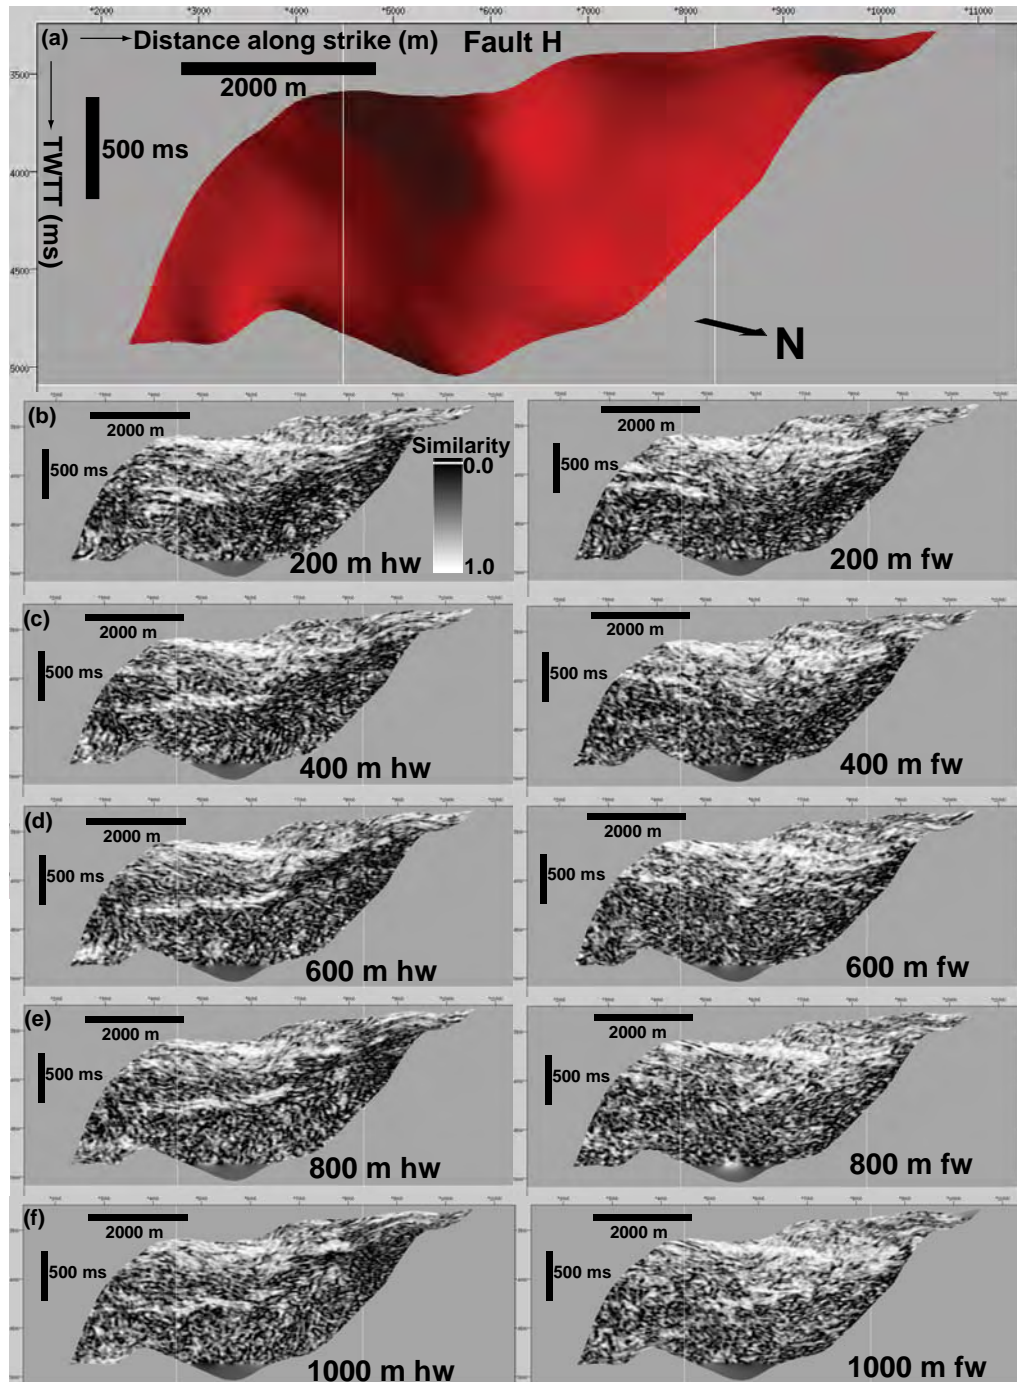 *2000 *3000 *4000 *5000 *6000 *7000 *8000 *9000 *10000 *11000
(a) Distance along strike (m) Fault H
3500
2000 m
500 ms
TWTT (ms)
4000
4500
N
5000
(b)
2000 m
500 ms
Similarity
0.0
1.0
200 m hw
2000 m
500 ms
200 m fw
(c)
2000 m
500 ms
400 m hw
2000 m
500 ms
400 m fw
(d)
2000 m
500 ms
600 m hw
2000 m
500 ms
600 m fw
(e)
2000 m
500 ms
800 m hw
2000 m
500 ms
800 m fw
(f)
2000 m
500 ms
1000 m hw
2000 m
500 ms
1000 m fw